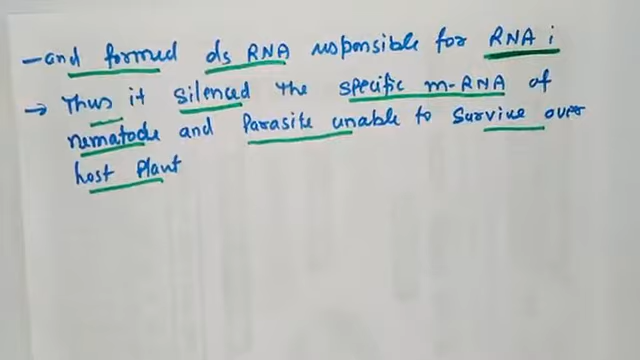 - and formed ds RNA responsible for RNA i
→ Thus it silenced the specific m-RNA of
nematode and Parasite unable to survive over
host Plant